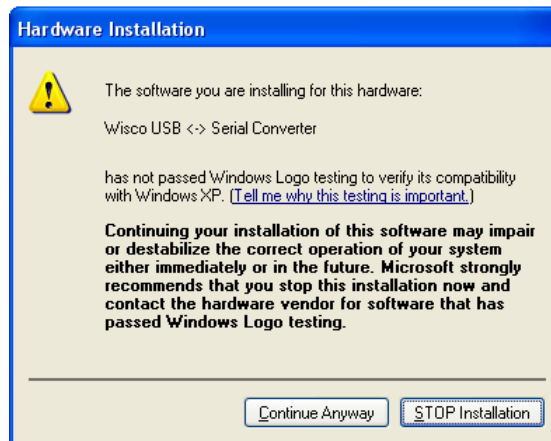 Hardware Installation
The software you are installing for this hardware:
Wisco USB <-> Serial Converter
has not passed Windows Logo testing to verify its compatibility
with Windows XP. (Tell me why this testing is important.)
Continuing your installation of this software may impair
or destabilize the correct operation of your system
either immediately or in the future. Microsoft strongly
recommends that you stop this installation now and
contact the hardware vendor for software that has
passed Windows Logo testing.
Continue Anyway STOP Installation